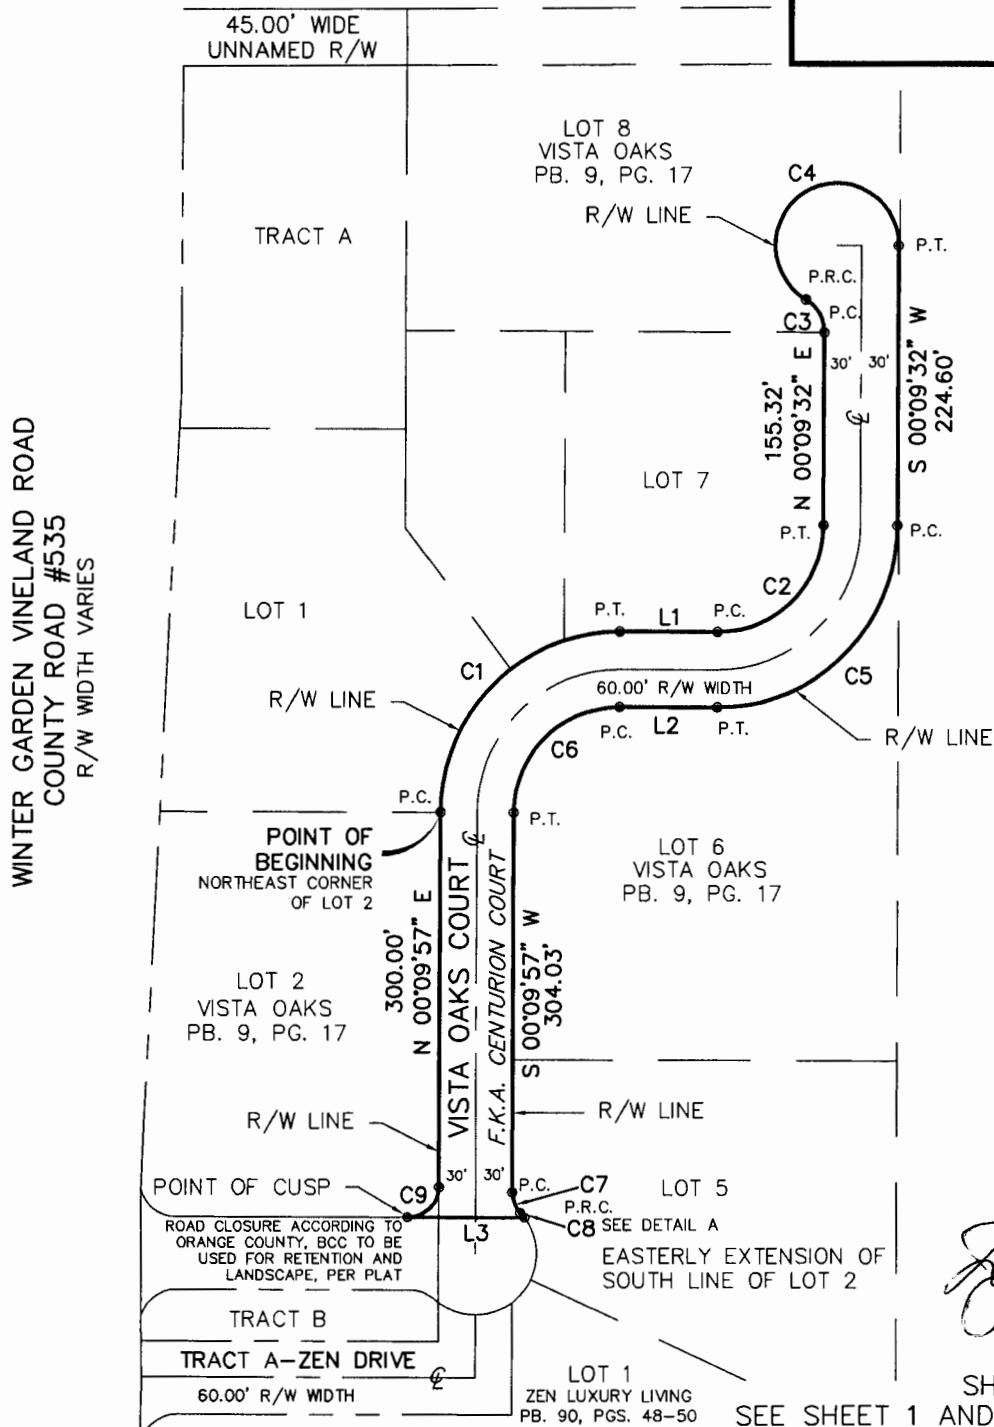 45.00' WIDE
UNNAMED R/W
LOT 8
VISTA OAKS
PB. 9, PG. 17
C4
R/W LINE
TRACT A
P.T.
P.R.C.
C3
P.C.
30'
30'
155.32'
N 00°09'32" E
S 00°09'32" W
224.60'
℄
LOT 7
P.T.
P.C.
WINTER GARDEN VINELAND ROAD
COUNTY ROAD #535
R/W WIDTH VARIES
LOT 1
C2
P.T.
L1
P.C.
C1
R/W LINE
60.00' R/W WIDTH
C5
C6
P.C.
L2
P.T.
R/W LINE
P.C.
P.T.
POINT OF
BEGINNING
NORTHEAST CORNER
OF LOT 2
℄
LOT 6
VISTA OAKS
PB. 9, PG. 17
300.00'
N 00°09'57" E
VISTA OAKS COURT
F.K.A. CENTURION COURT
S 00°09'57" W
304.03'
LOT 2
VISTA OAKS
PB. 9, PG. 17
R/W LINE
R/W LINE
30'
30'
POINT OF CUSP
C9
P.C.
C7
LOT 5
P.R.C.
C8 SEE DETAIL A
L3
ROAD CLOSURE ACCORDING TO
ORANGE COUNTY, BCC TO BE
USED FOR RETENTION AND
LANDSCAPE, PER PLAT
EASTERLY EXTENSION OF
SOUTH LINE OF LOT 2
TRACT B
TRACT A-ZEN DRIVE
℄
60.00' R/W WIDTH
LOT 1
ZEN LUXURY LIVING
PB. 90, PGS. 48-50
SH
SEE SHEET 1 AND